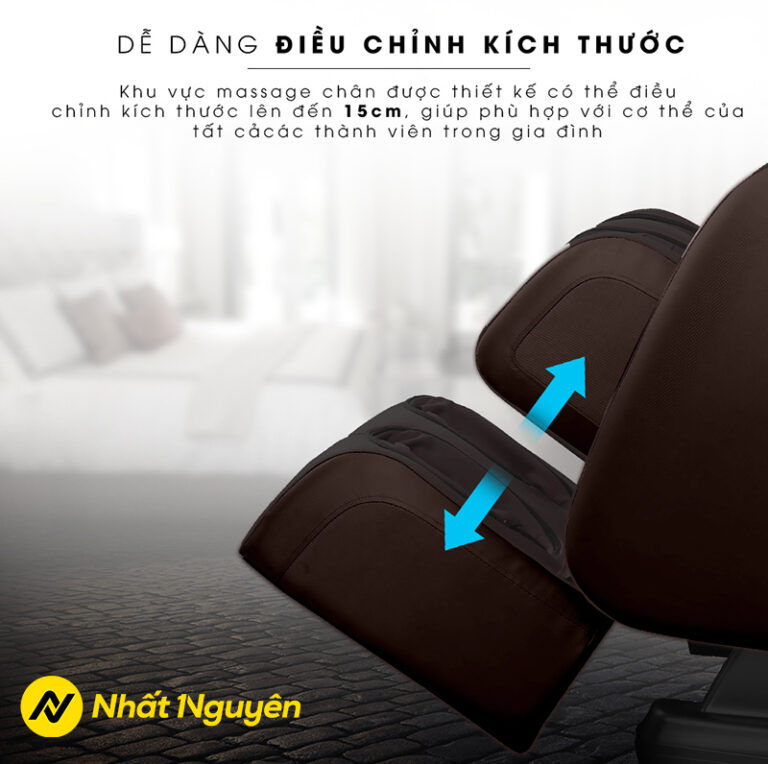 DỄ DÀNG ĐIỀU CHỈNH KÍCH THƯỚC
Khu vực massage chân được thiết kế có thể điều
chỉnh kích thước lên đến 15cm, giúp phù hợp với cơ thể của
tất cảcác thành viên trong gia đình
Nhất Nguyên